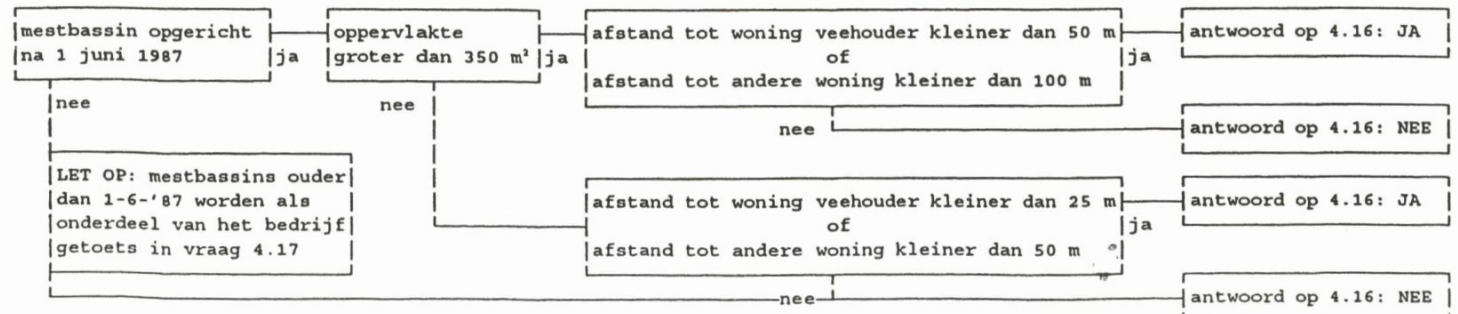 mestbassin opgericht
na 1 juni 1987
ja
oppervlakte
groter dan 350 m²
ja
afstand tot woning veehouder kleiner dan 50 m
of
afstand tot andere woning kleiner dan 100 m
ja
antwoord op 4.16: JA
nee
nee
nee
antwoord op 4.16: NEE
LET OP: mestbassins ouder
dan 1-6-'87 worden als
onderdeel van het bedrijf
getoets in vraag 4.17
afstand tot woning veehouder kleiner dan 25 m
of
afstand tot andere woning kleiner dan 50 m
ja
antwoord op 4.16: JA
nee
antwoord op 4.16: NEE